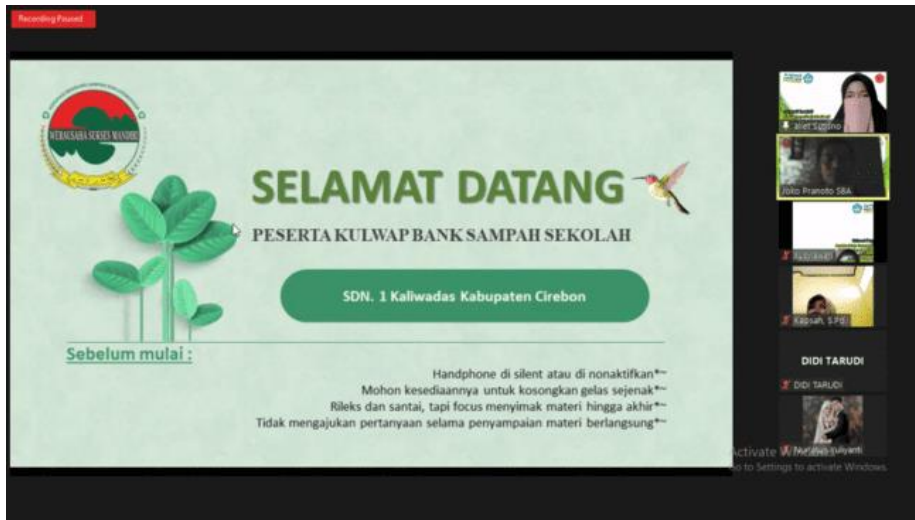 Recording Paused
WIRAUSAHA SUKSES MANDIRI
SELAMAT DATANG
PESERTA KULWAP BANK SAMPAH SEKOLAH
SDN. 1 Kaliwadas Kabupaten Cirebon
Sebelum mulai :
Handphone di silent atau di nonaktifkan*~
Mohon kesediaannya untuk kosongkan gelas sejenak*~
Rileks dan santai, tapi focus menyimak materi hingga akhir*~
Tidak mengajukan pertanyaan selama penyampaian materi berlangsung*~
Joko Pranoto SBA
Kapsah, S.Pd
DIDI TARUDI
DIDI TARUDI
Activate Windows
Go to Settings to activate Windows.